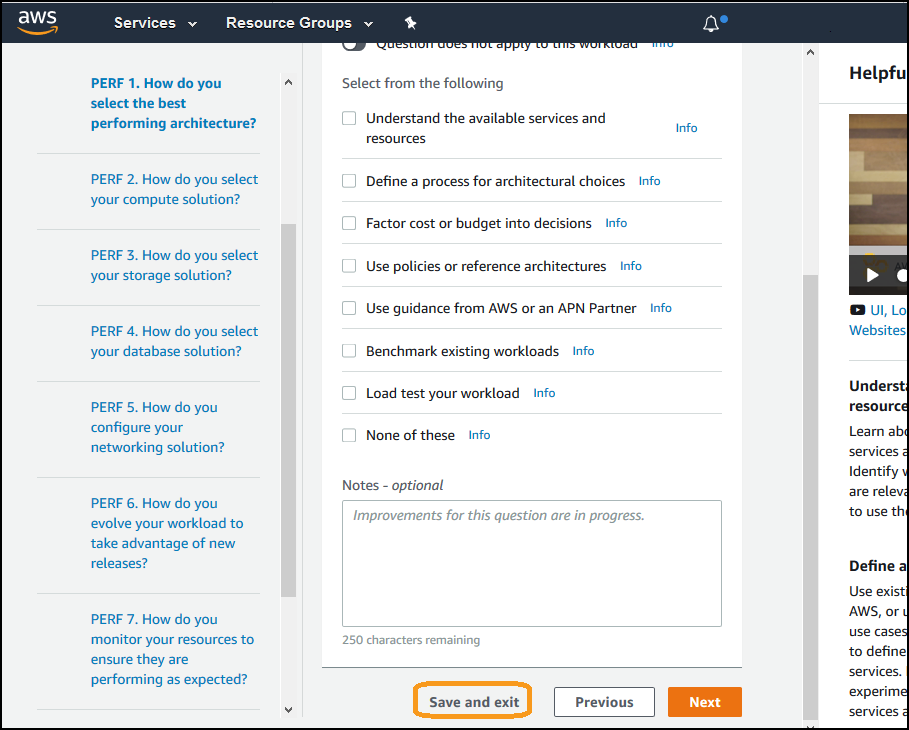 aws
Services
Resource Groups
Question does not apply to this workload
Info
PERF 1. How do you
select the best
performing architecture?
PERF 2. How do you select
your compute solution?
PERF 3. How do you select
your storage solution?
PERF 4. How do you select
your database solution?
PERF 5. How do you
configure your
networking solution?
PERF 6. How do you
evolve your workload to
take advantage of new
releases?
PERF 7. How do you
monitor your resources to
ensure they are
performing as expected?
Select from the following
Understand the available services and
resources
Info
Define a process for architectural choices Info
Factor cost or budget into decisions Info
Use policies or reference architectures Info
Use guidance from AWS or an APN Partner Info
Benchmark existing workloads Info
Load test your workload Info
None of these Info
Notes - optional
Improvements for this question are in progress.
250 characters remaining
Save and exit
Previous
Next
Helpfu
UI, Lo
Websites
Understa
resource
Learn abo
services a
Identify w
are releva
to use the
Define a
Use existi
AWS, or u
use cases
to define
services.
experime
services a